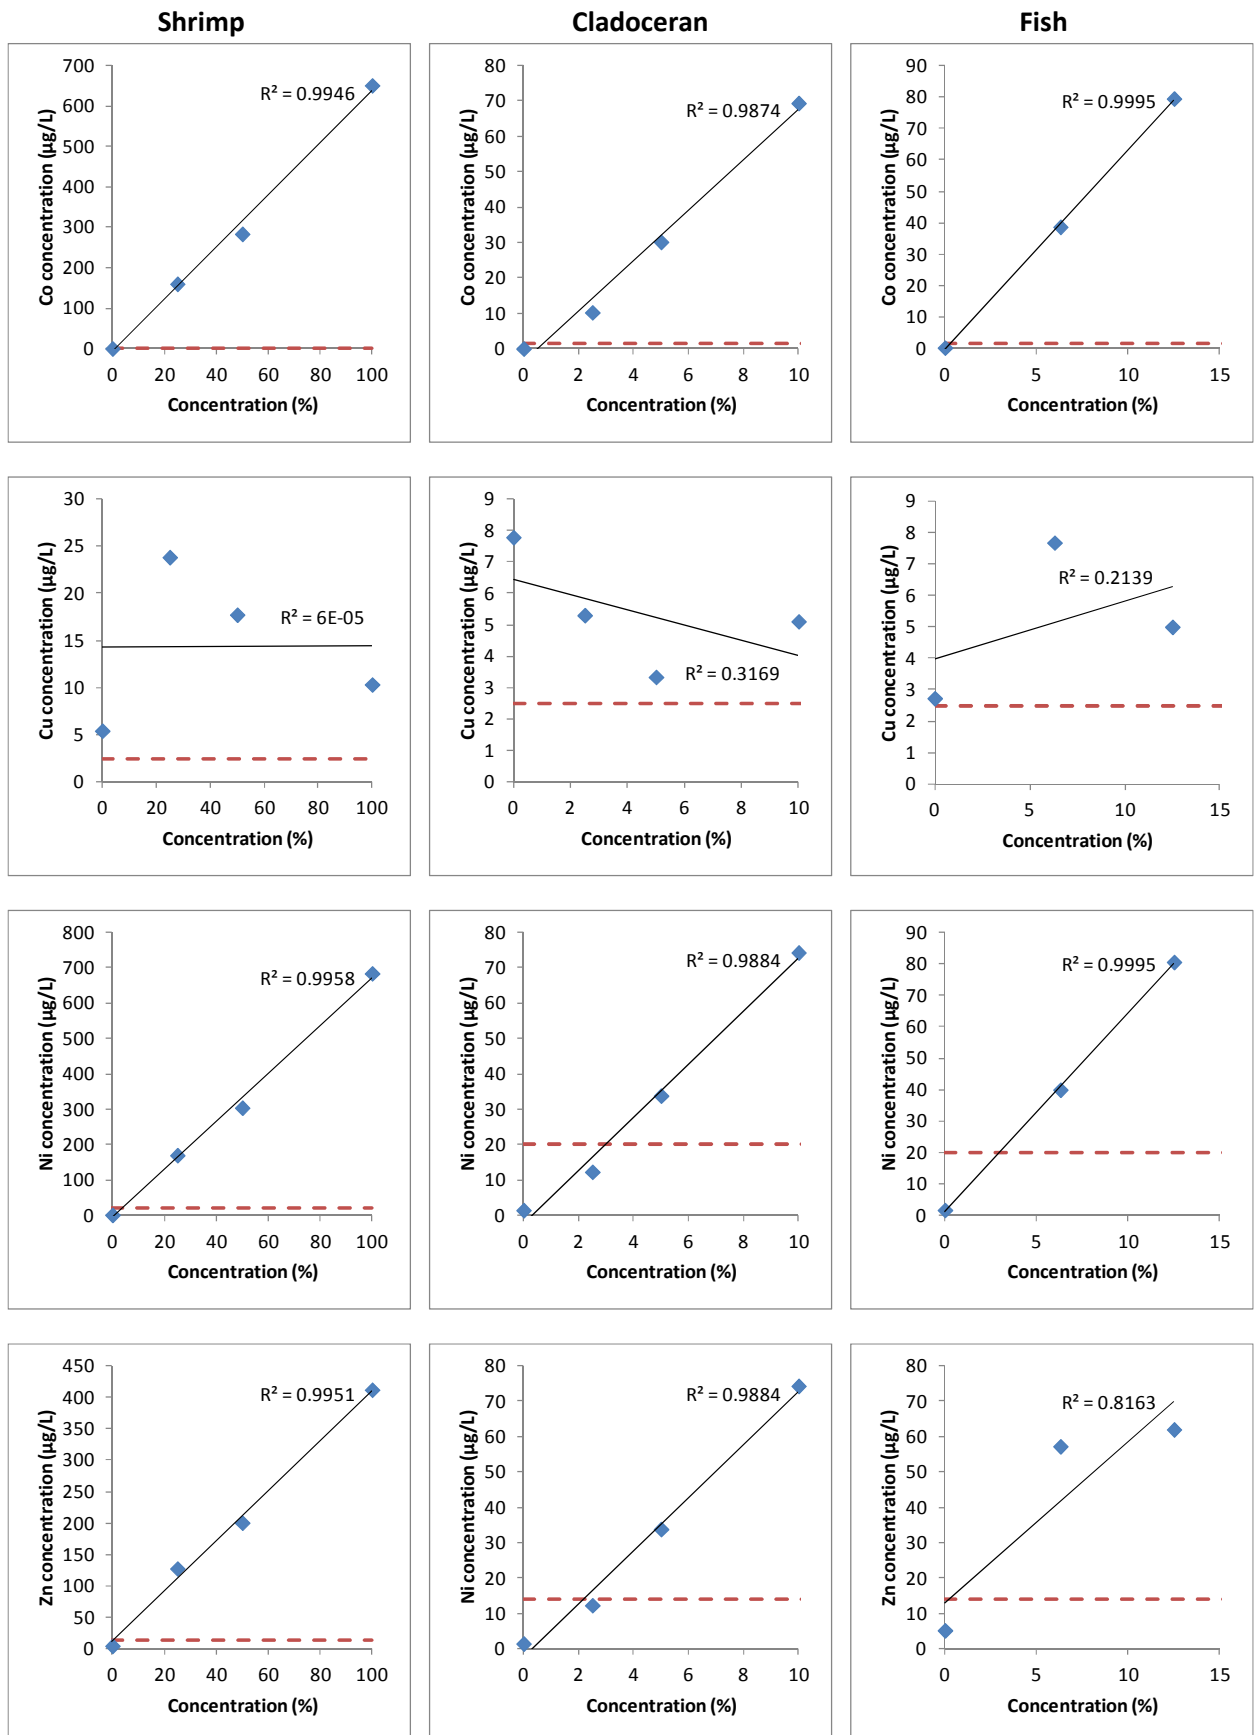 Shrimp
Cladoceran
Fish
Co concentration (µg/L)
700
600
500
400
300
200
100
0
R² = 0.9946
0 20 40 60 80 100
Concentration (%)
Co concentration (µg/L)
80
70
60
50
40
30
20
10
0
R² = 0.9874
0 2 4 6 8 10
Concentration (%)
Co concentration (µg/L)
90
80
70
60
50
40
30
20
10
0
R² = 0.9995
0 5 10 15
Concentration (%)
Cu concentration (µg/L)
30
25
20
15
10
5
0
R² = 6E-05
0 20 40 60 80 100
Concentration (%)
Cu concentration (µg/L)
9
8
7
6
5
4
3
2
1
0
R² = 0.3169
0 2 4 6 8 10
Concentration (%)
Cu concentration (µg/L)
9
8
7
6
5
4
3
2
1
0
R² = 0.2139
0 5 10 15
Concentration (%)
Ni concentration (µg/L)
800
700
600
500
400
300
200
100
0
R² = 0.9958
0 20 40 60 80 100
Concentration (%)
Ni concentration (µg/L)
80
70
60
50
40
30
20
10
0
R² = 0.9884
0 2 4 6 8 10
Concentration (%)
Ni concentration (µg/L)
90
80
70
60
50
40
30
20
10
0
R² = 0.9995
0 5 10 15
Concentration (%)
Zn concentration (µg/L)
450
400
350
300
250
200
150
100
50
0
R² = 0.9951
0 20 40 60 80 100
Concentration (%)
Ni concentration (µg/L)
80
70
60
50
40
30
20
10
0
R² = 0.9884
0 2 4 6 8 10
Concentration (%)
Zn concentration (µg/L)
80
70
60
50
40
30
20
10
0
R² = 0.8163
0 5 10 15
Concentration (%)